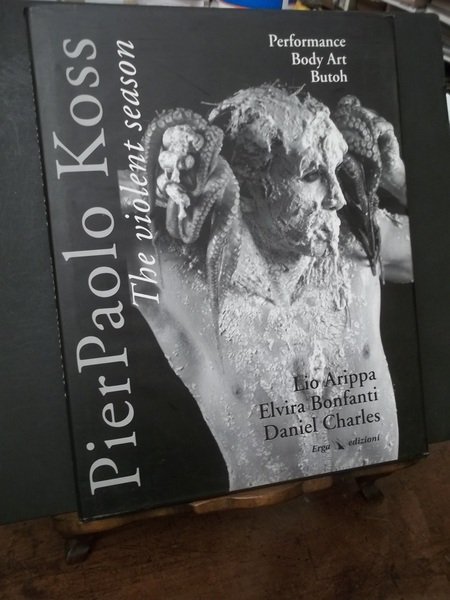 PierPaolo Koss
The violent season
Performance
Body Art
Butoh
Lio Arippa
Elvira Bonfanti
Daniel Charles
Erga edizioni